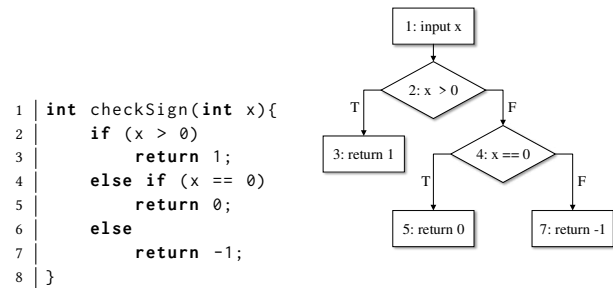 1 int checkSign(int x){
2 if (x > 0)
3 return 1;
4 else if (x == 0)
5 return 0;
6 else
7 return -1;
8 }
1: input x
2: x > 0
T
F
3: return 1
4: x == 0
T
F
5: return 0
7: return -1